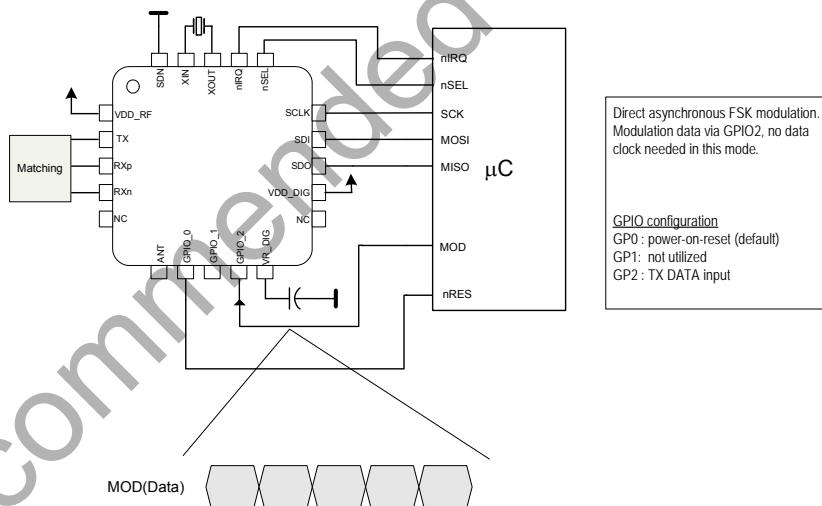 SDN
XIN
XOUT
nIRQ
nSEL
VDD_RF
TX
RXp
RXn
NC
SCLK
SDI
SDO
VDD_DIG
NC
ANT
GPIO_0
GPIO_1
GPIO_2
VR_DIG
Matching
nIRQ
nSEL
SCK
MOSI
MISO
μC
MOD
nRES
Direct asynchronous FSK modulation.
Modulation data via GPIO2, no data
clock needed in this mode.
GPIO configuration
GP0 : power-on-reset (default)
GP1: not utilized
GP2 : TX DATA input
MOD(Data)
commended